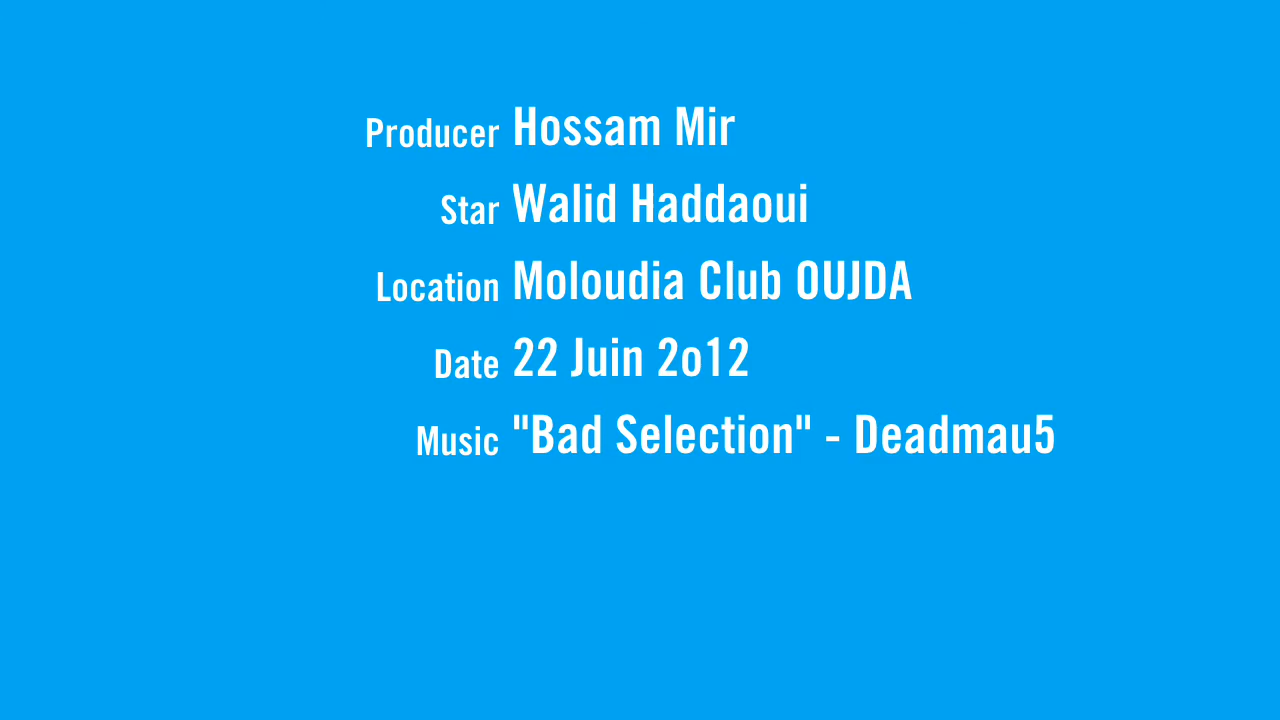 Producer Hossam Mir
Star Walid Haddaoui
Location Moloudia Club OUJDA
Date 22 Juin 2o12
Music "Bad Selection" - Deadmau5